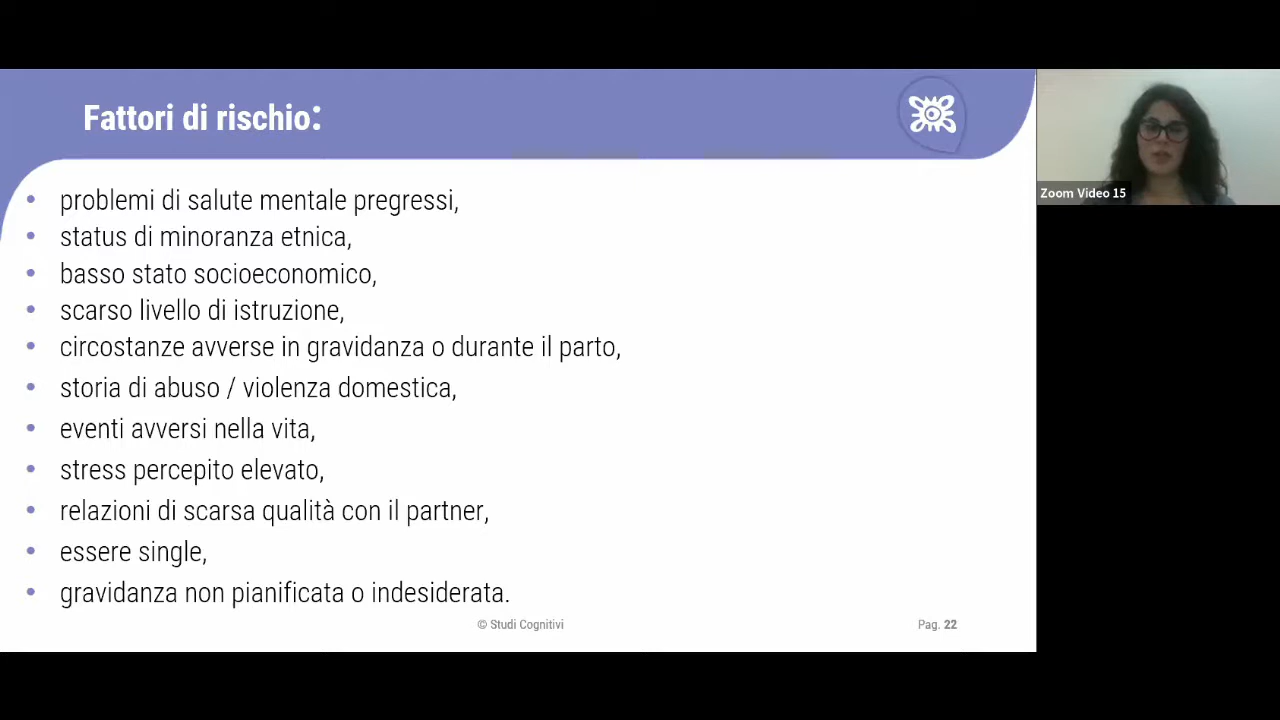 Fattori di rischio:
Zoom Video 15
• problemi di salute mentale pregressi,
• status di minoranza etnica,
• basso stato socioeconomico,
• scarso livello di istruzione,
• circostanze avverse in gravidanza o durante il parto,
• storia di abuso / violenza domestica,
• eventi avversi nella vita,
• stress percepito elevato,
• relazioni di scarsa qualità con il partner,
• essere single,
• gravidanza non pianificata o indesiderata.
© Studi Cognitivi
Pag. 22